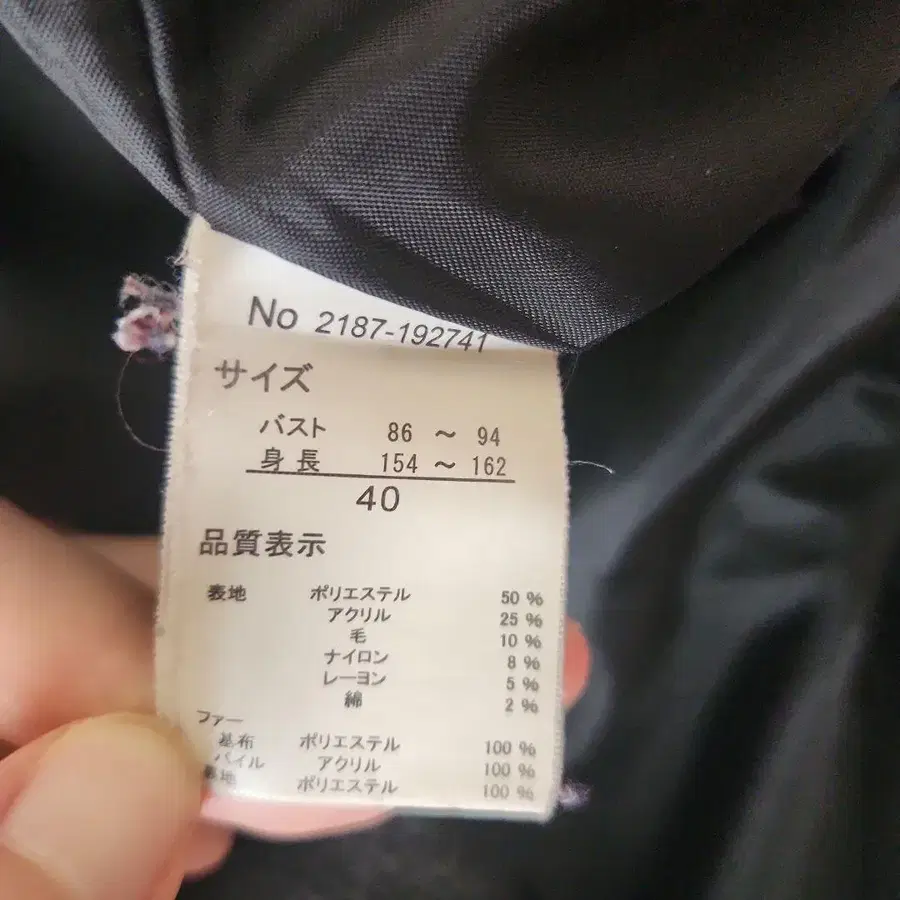 No 2187-192741
サイズ
バスト 86 ～ 94
身長 154 ～ 162
40
品質表示
表地 ポリエステル 50 %
アクリル 25 %
毛 10 %
ナイロン 8 %
レーヨン 5 %
綿 2 %
ファー
基布 ポリエステル 100 %
パイル アクリル 100 %
ポリエステル 100 %